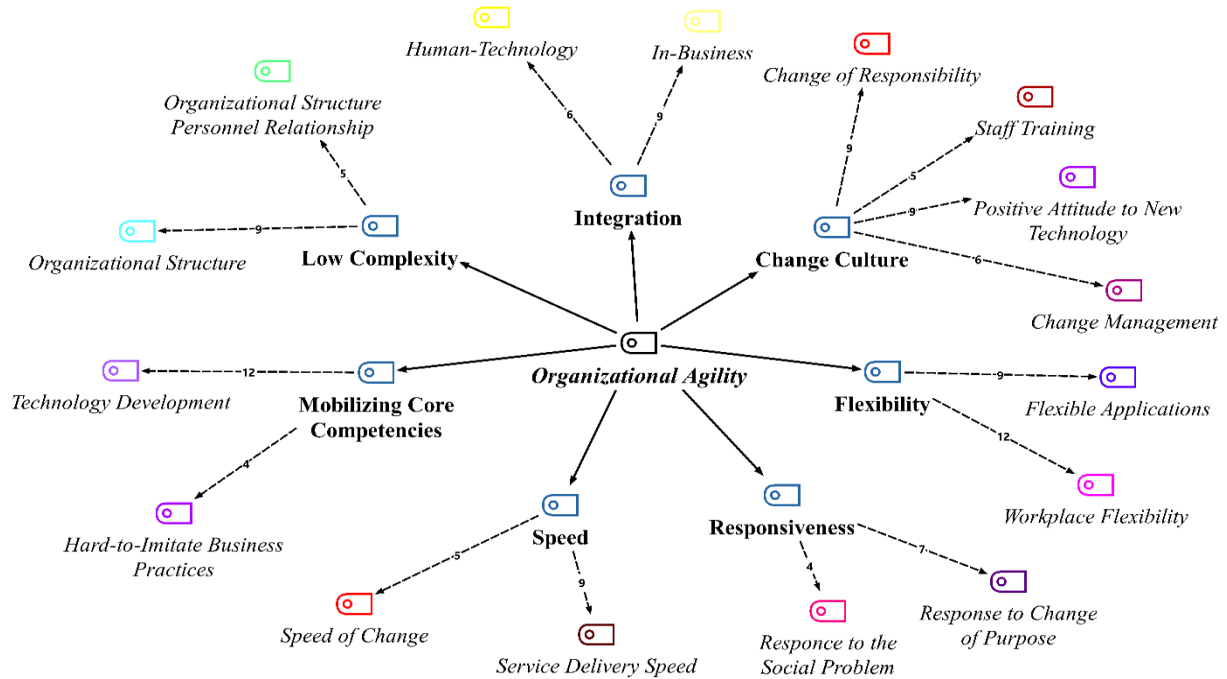 Human-Technology
In-Business
Change of Responsibility
Organizational Structure
Personnel Relationship
Staff Training
6
9
9
5
5
Integration
9
Positive Attitude to New
Technology
9
Organizational Structure
Low Complexity
Change Culture
6
Change Management
Organizational Agility
12
Technology Development
Mobilizing Core
Competencies
Flexibility
9
Flexible Applications
12
4
Hard-to-Imitate Business
Practices
Speed
Responsiveness
Workplace Flexibility
5
9
4
7
Speed of Change
Service Delivery Speed
Responce to the
Social Problem
Response to Change
of Purpose